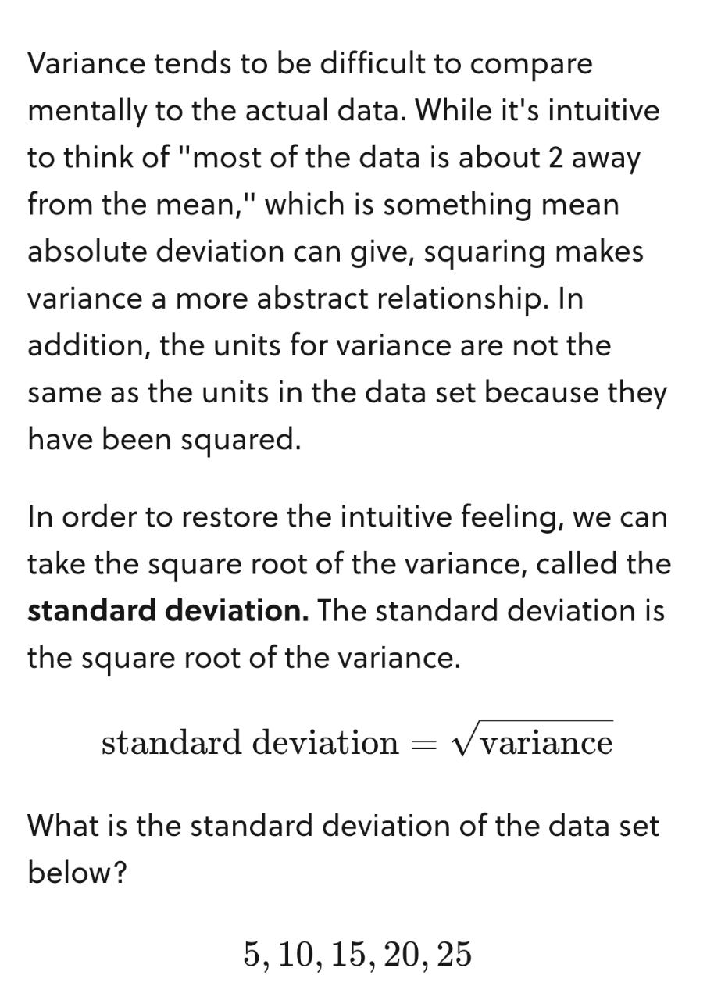 Variance tends to be difficult to compare
mentally to the actual data. While it's intuitive
to think of "most of the data is about 2 away
from the mean," which is something mean
absolute deviation can give, squaring makes
variance a more abstract relationship. In
addition, the units for variance are not the
same as the units in the data set because they
have been squared.
In order to restore the intuitive feeling, we can
take the square root of the variance, called the
standard deviation. The standard deviation is
the square root of the variance.
standard deviation = √variance
What is the standard deviation of the data set
below?
5, 10, 15, 20, 25